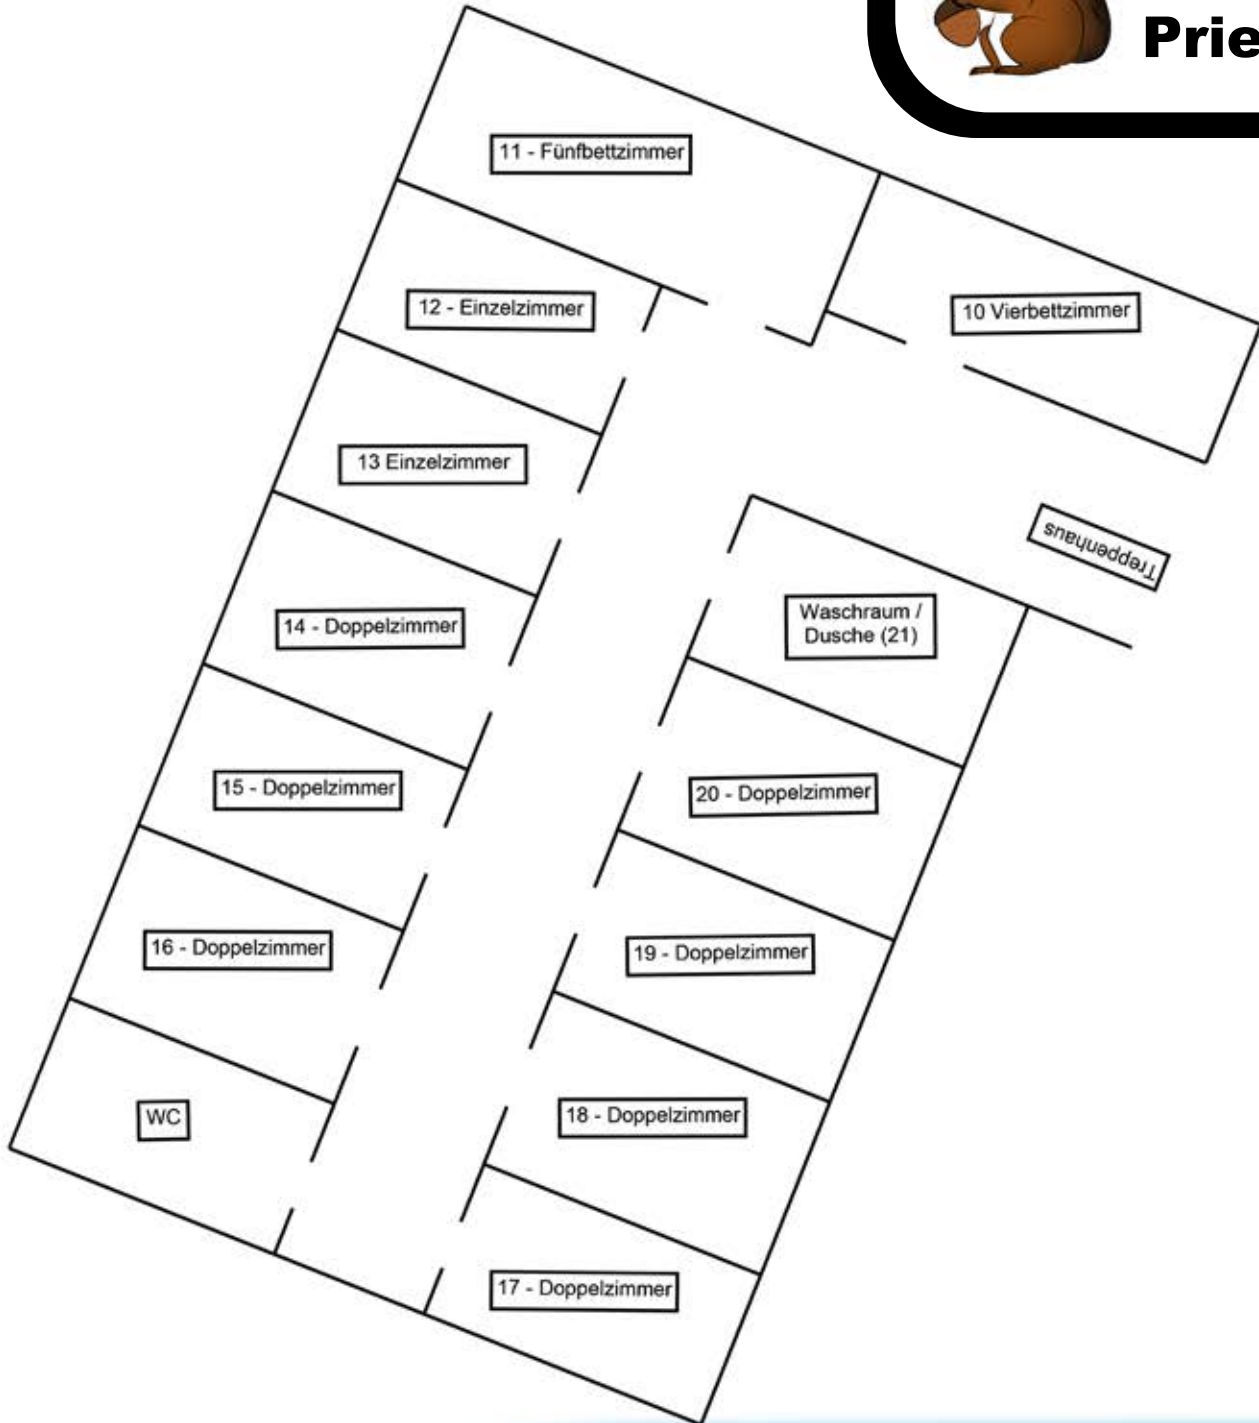 Prie
11 - Fünfbettzimmer
10 Vierbettzimmer
12 - Einzelzimmer
13 Einzelzimmer
Treppenhaus
Waschraum /
Dusche (21)
14 - Doppelzimmer
15 - Doppelzimmer
20 - Doppelzimmer
16 - Doppelzimmer
19 - Doppelzimmer
WC
18 - Doppelzimmer
17 - Doppelzimmer